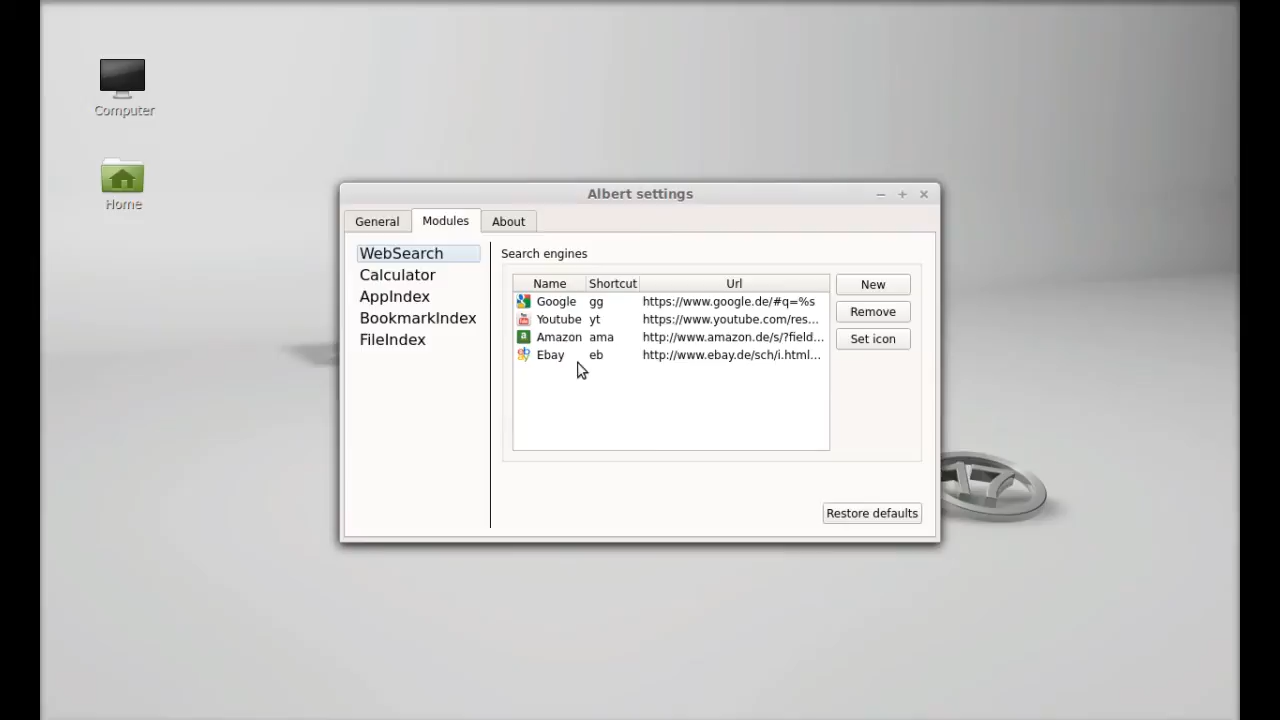 Computer
Home
Albert settings
General Modules About
WebSearch
Calculator
AppIndex
BookmarkIndex
FileIndex
Search engines
Name Shortcut Url
Google gg https://www.google.de/#q=%s
Youtube yt https://www.youtube.com/res...
Amazon ama http://www.amazon.de/s/?field...
Ebay eb http://www.ebay.de/sch/i.html...
New
Remove
Set icon
Restore defaults
17